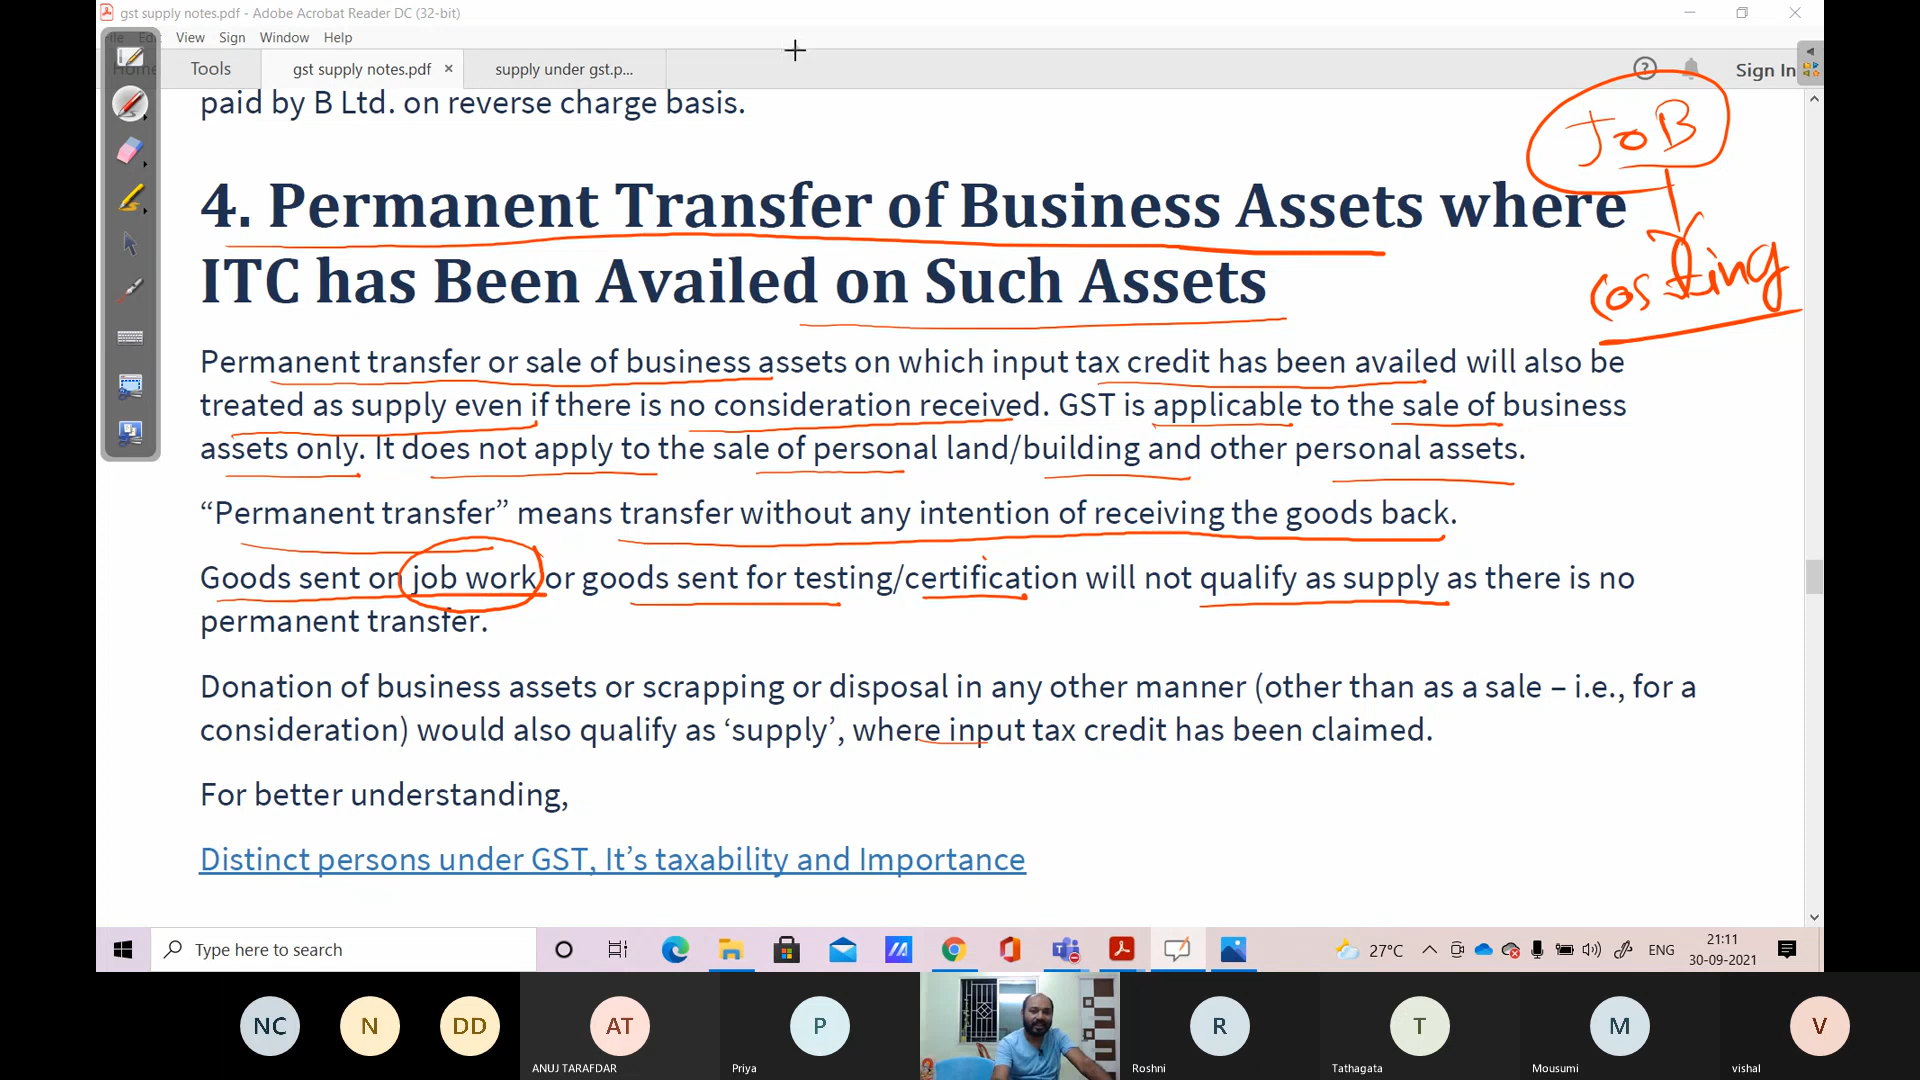 gst supply notes.pdf - Adobe Acrobat Reader DC (32-bit)
File Edit View Sign Window Help
Home Tools gst supply notes.pdf × supply under gst.p... Sign In
paid by B Ltd. on reverse charge basis.
JOB
costing
4. Permanent Transfer of Business Assets where
ITC has Been Availed on Such Assets
Permanent transfer or sale of business assets on which input tax credit has been availed will also be
treated as supply even if there is no consideration received. GST is applicable to the sale of business
assets only. It does not apply to the sale of personal land/building and other personal assets.
“Permanent transfer” means transfer without any intention of receiving the goods back.
Goods sent on job work or goods sent for testing/certification will not qualify as supply as there is no
permanent transfer.
Donation of business assets or scrapping or disposal in any other manner (other than as a sale – i.e., for a
consideration) would also qualify as ‘supply’, where input tax credit has been claimed.
For better understanding,
Distinct persons under GST, It’s taxability and Importance
Type here to search
27°C ENG 21:11
30-09-2021
NC N DD AT P R T M V
ANUJ TARAFDAR Priya Roshni Tathagata Mousumi vishal